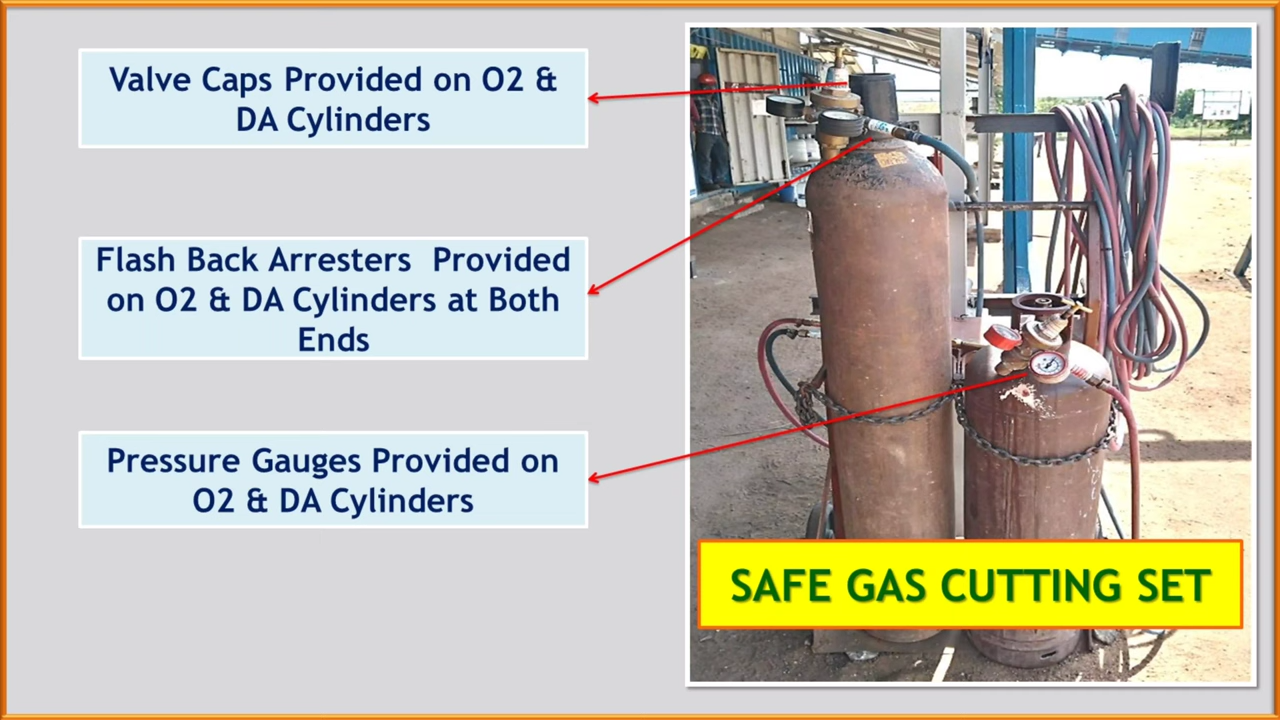 Valve Caps Provided on O2 &
DA Cylinders
Flash Back Arresters  Provided
on O2 & DA Cylinders at Both
Ends
Pressure Gauges Provided on
O2 & DA Cylinders
SAFE GAS CUTTING SET